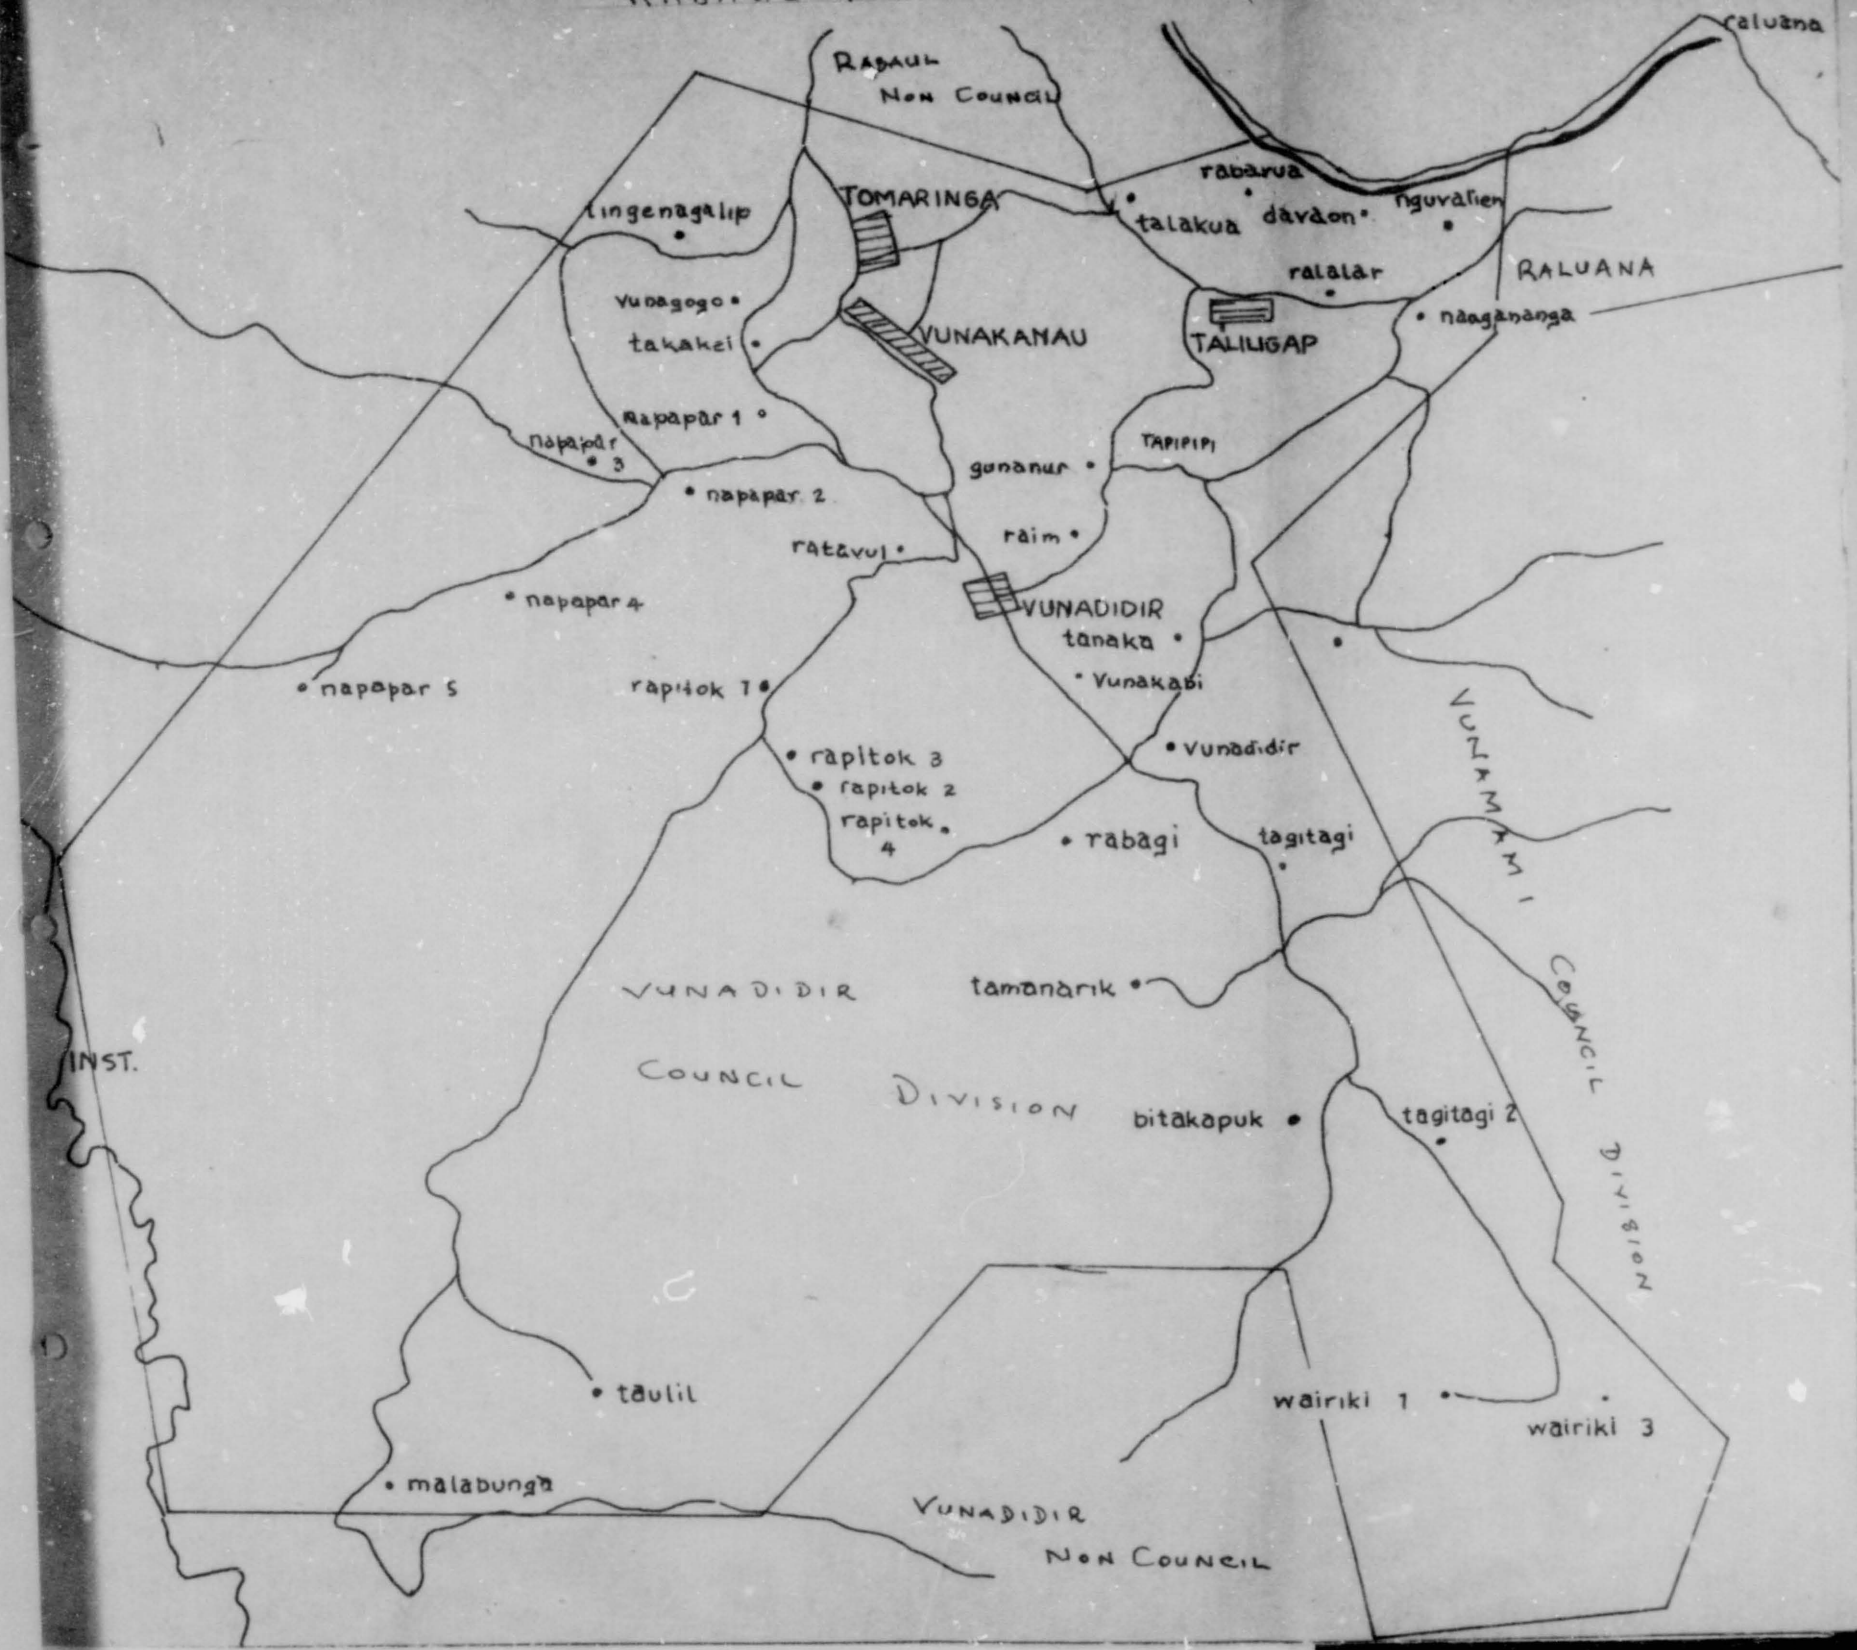 raluana
RABAUL
NON COUNCIL
TOMARINGA
rabarua
nguvalien
lingenagalip
talakua
davaon
ralalar
RALUANA
vunagogo
takakei
VUNAKANAU
TALILIGAP
naagananga
Rapapar 1
napapar
3
TAPIPIPI
gunanur
napapar 2
ratavul
raim
napapar 4
VUNADIDIR
tanaka
Vunakabi
napapar 5
rapitok 1
VUNAMAMI
COUNCIL
DIVISION
rapitok 3
vunadidir
rapitok 2
rapitok
4
rabagi
tagitagi
VUNADIDIR
COUNCIL DIVISION
tamanarik
INST.
bitakapuk
tagitagi 2
taulil
wairiki 1
wairiki 3
malabunga
VUNADIDIR
NON COUNCIL